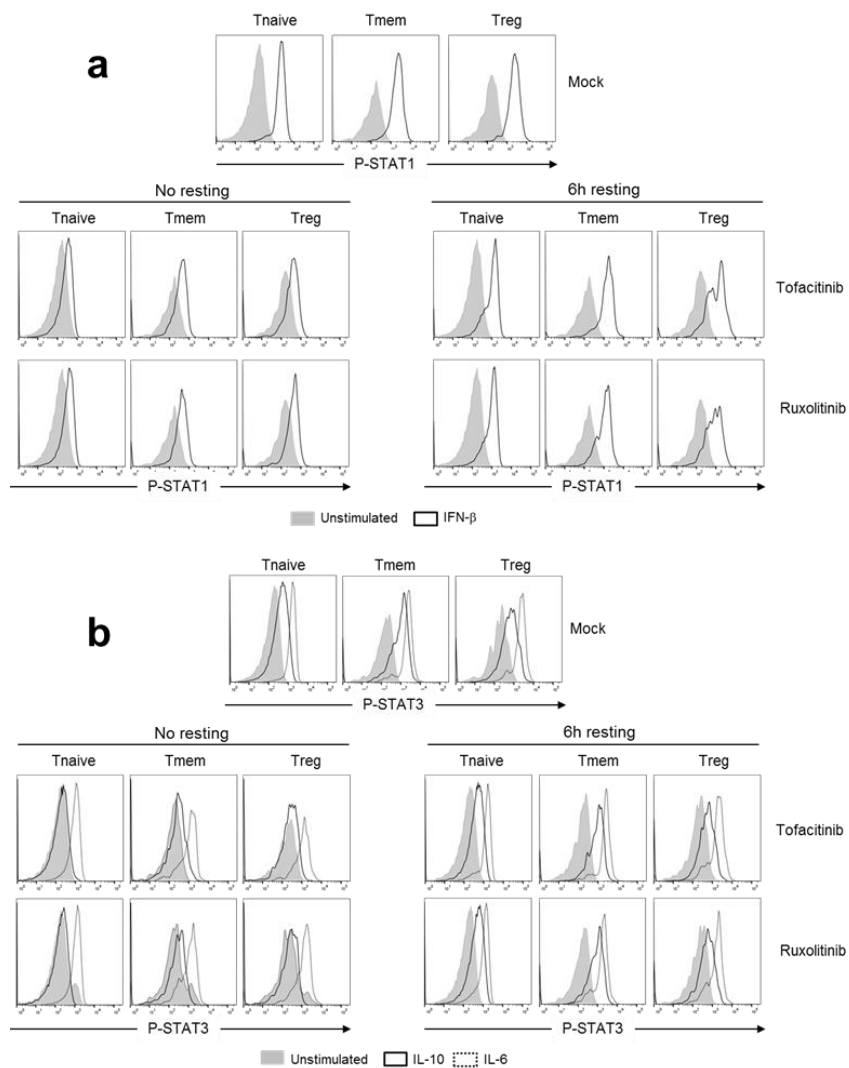 a
Tnaive Tmem Treg
Mock
P-STAT1
No resting 6h resting
Tnaive Tmem Treg Tnaive Tmem Treg
Tofacitinib
Ruxolitinib
P-STAT1 P-STAT1
Unstimulated IFN-β
b
Tnaive Tmem Treg
Mock
P-STAT3
No resting 6h resting
Tnaive Tmem Treg Tnaive Tmem Treg
Tofacitinib
Ruxolitinib
P-STAT3 P-STAT3
Unstimulated IL-10 IL-6